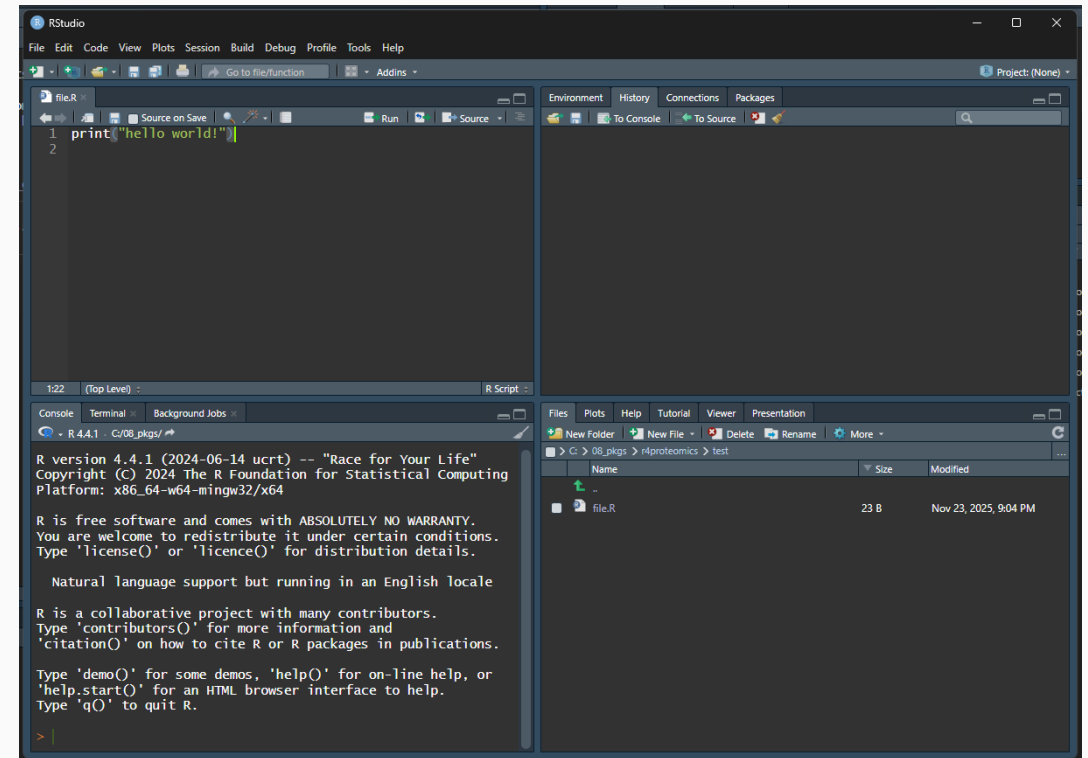 RStudio
File Edit Code View Plots Session Build Debug Profile Tools Help
Go to file/function Addins Project: (None)
file.R
Source on Save Run Source
1 print("hello world!")
2
1:22 (Top Level) R Script
Console Terminal Background Jobs
R 4.4.1 · C:/08_pkgs/
R version 4.4.1 (2024-06-14 ucrt) -- "Race for Your Life"
Copyright (C) 2024 The R Foundation for Statistical Computing
Platform: x86_64-w64-mingw32/x64
R is free software and comes with ABSOLUTELY NO WARRANTY.
You are welcome to redistribute it under certain conditions.
Type 'license()' or 'licence()' for distribution details.
Natural language support but running in an English locale
R is a collaborative project with many contributors.
Type 'contributors()' for more information and
'citation()' on how to cite R or R packages in publications.
Type 'demo()' for some demos, 'help()' for on-line help, or
'help.start()' for an HTML browser interface to help.
Type 'q()' to quit R.
>
Environment History Connections Packages
To Console To Source
Files Plots Help Tutorial Viewer Presentation
New Folder New File Delete Rename More
C: > 08_pkgs > r4proteomics > test
...
Name Size Modified
..
file.R 23 B Nov 23, 2025, 9:04 PM